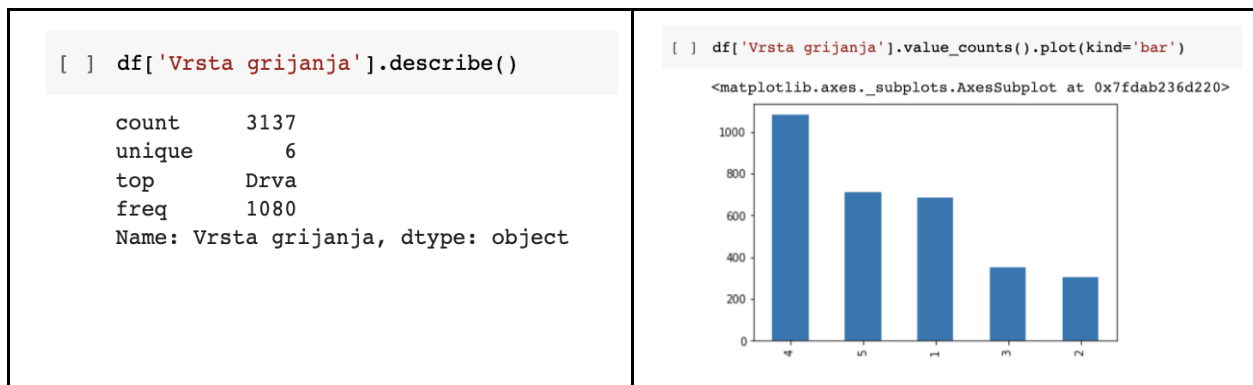 [ ] df['Vrsta grijanja'].describe()
count 3137
unique 6
top Drva
freq 1080
Name: Vrsta grijanja, dtype: object
[ ] df['Vrsta grijanja'].value_counts().plot(kind='bar')
<matplotlib.axes._subplots.AxesSubplot at 0x7fdab236d220>
1000
800
600
400
200
0
4 5 1 3 2